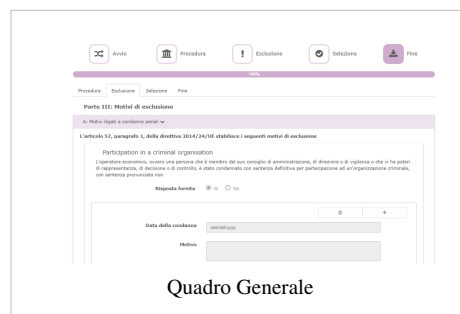 Avvio
Procedura
Esclusione
Selezione
Fine
100%
Procedura Esclusione Selezione Fine
Parte III: Motivi di esclusione
A: Motivi legati a condanne penali
L'articolo 57, paragrafo 1, della direttiva 2014/24/UE stabilisce i seguenti motivi di esclusione
Participation in a criminal organisation
L'operatore economico, ovvero una persona che è membro del suo consiglio di amministrazione, di direzione o di vigilanza o che vi ha poteri
di rappresentanza, di decisione o di controllo, è stato condannato con sentenza definitiva per partecipazione ad un'organizzazione criminale,
con sentenza pronunciata non
Risposta fornita Si No
Data della condanna mm/dd/yyyy
Motivo
Quadro Generale